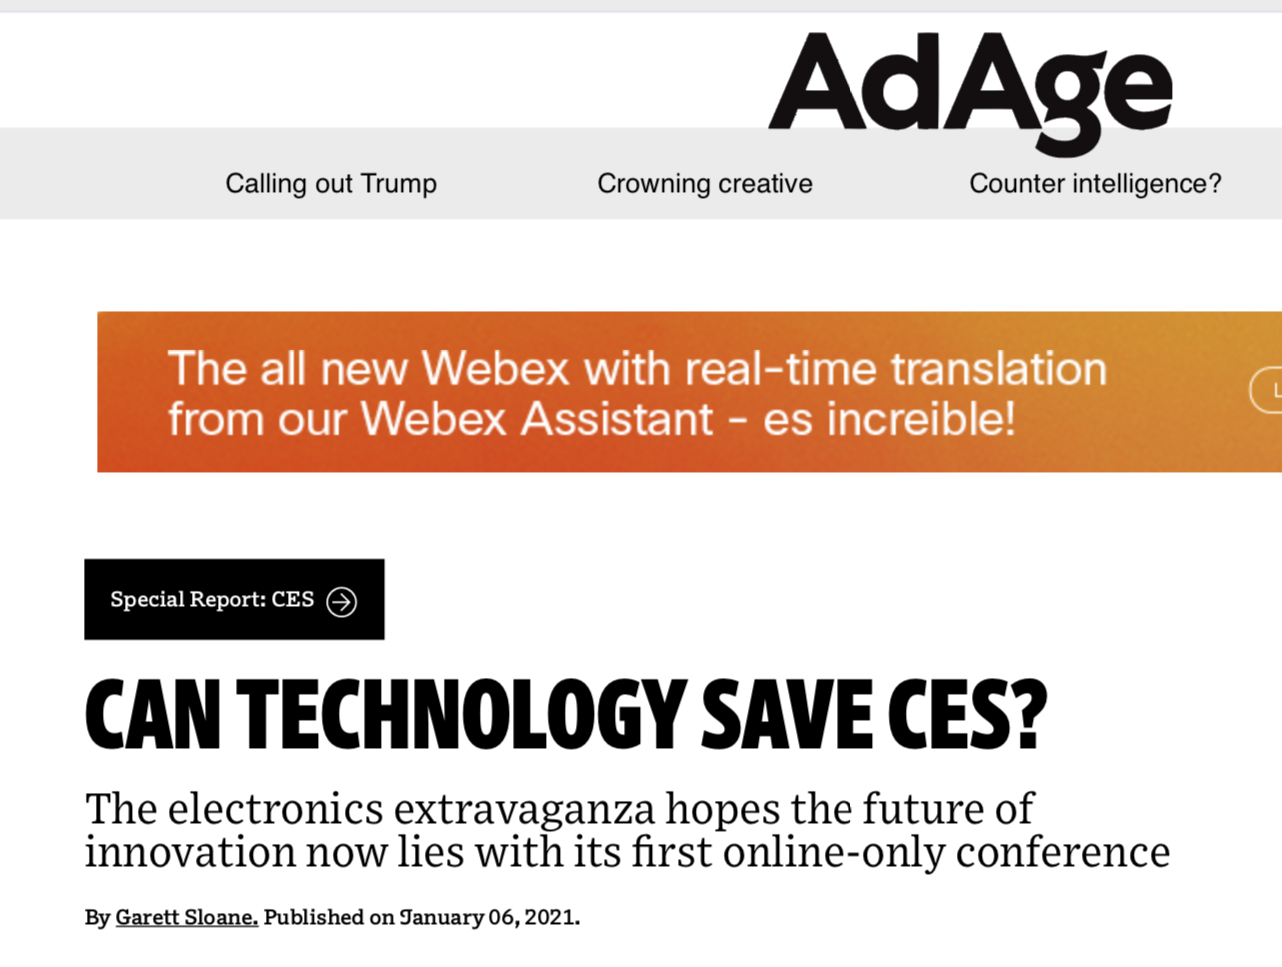 AdAge
Calling out Trump
Crowning creative
Counter intelligence?
The all new Webex with real-time translation
from our Webex Assistant - es increible!
L
Special Report: CES
CAN TECHNOLOGY SAVE CES?
The electronics extravaganza hopes the future of
innovation now lies with its first online-only conference
By Garett Sloane. Published on January 06, 2021.